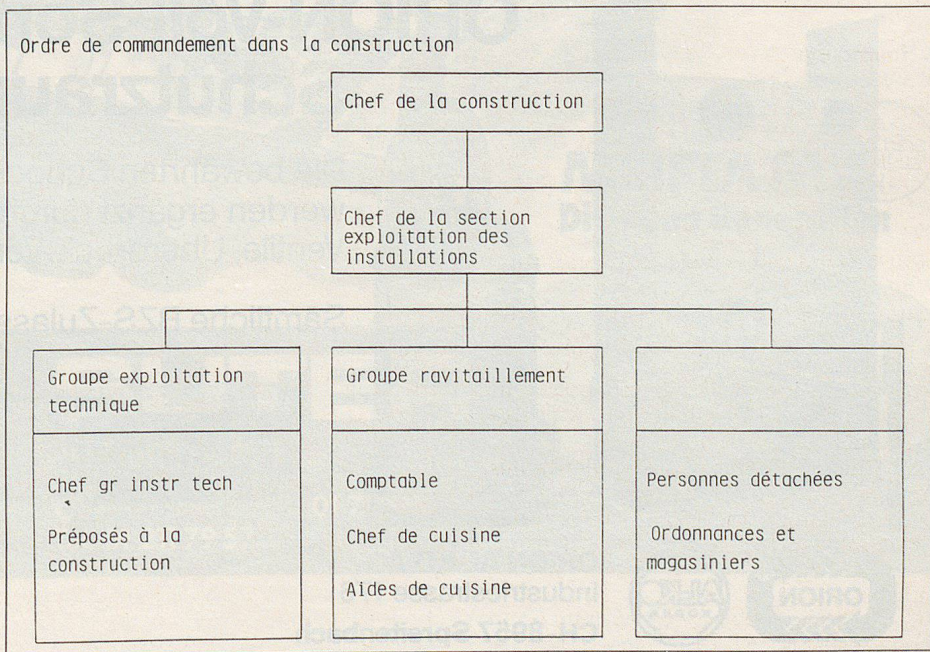 Ordre de commandement dans la construction
Chef de la construction
Chef de la section
exploitation des
installations
Groupe exploitation
technique
Chef gr instr tech
Préposés à la
construction
Groupe ravitaillement
Comptable
Chef de cuisine
Aides de cuisine
Personnes détachées
Ordonnances et
magasiniers